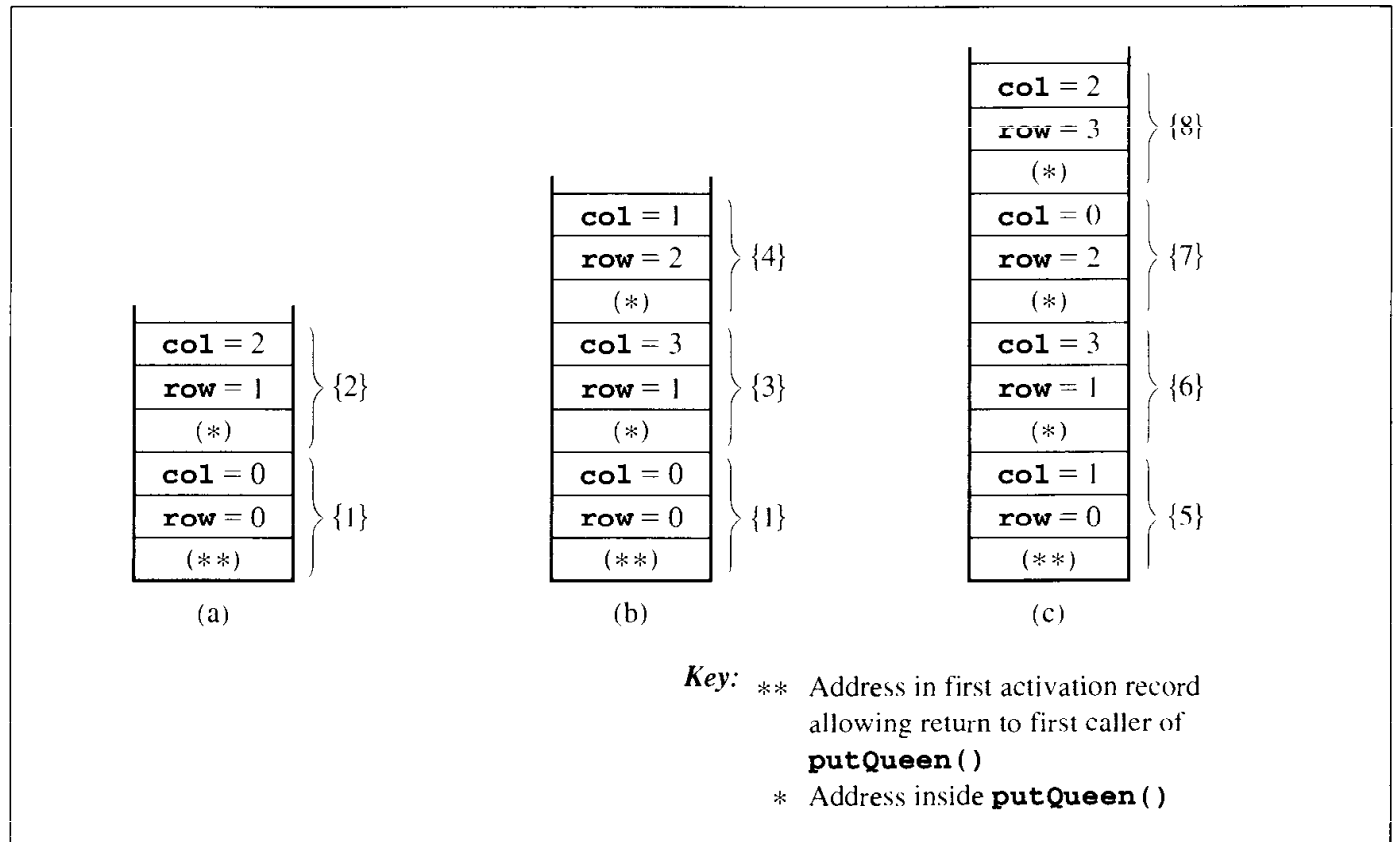 col = 2
row = 1
(*)
col = 0
row = 0
(**)
{2}
{1}
(a)
col = 1
row = 2
(*)
col = 3
row = 1
(*)
col = 0
row = 0
(**)
{4}
{3}
{1}
(b)
col = 2
row = 3
(*)
col = 0
row = 2
(*)
col = 3
row = 1
(*)
col = 1
row = 0
(**)
{8}
{7}
{6}
{5}
(c)
Key: ** Address in first activation record
allowing return to first caller of
putQueen()
* Address inside putQueen()